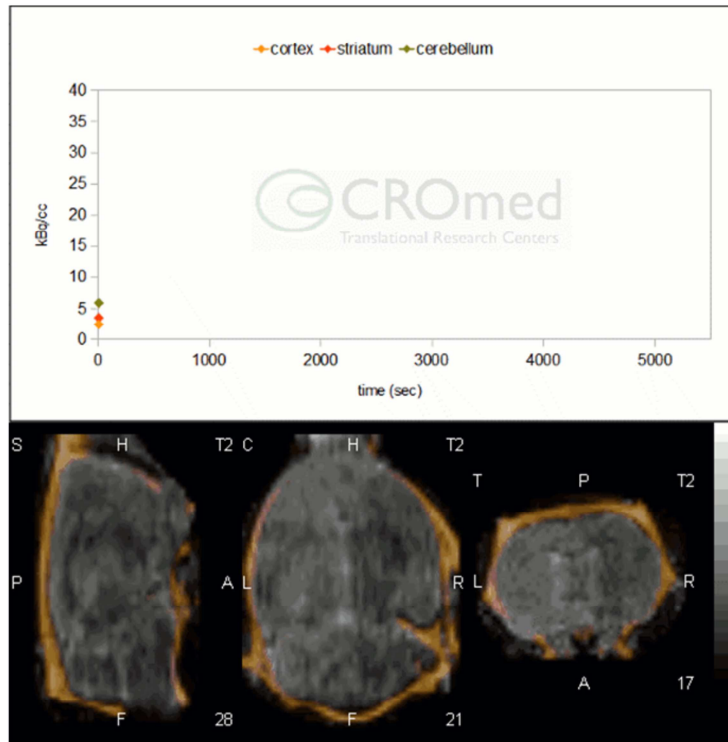 cortex striatum cerebellum
40
35
30
25
20
15
10
5
0
kBq/cc
CROmed
Translational Research Centers
0 1000 2000 3000 4000 5000
time (sec)
S H T2 C H T2
T P T2
P A L R L R
A
F 28 F 21 17